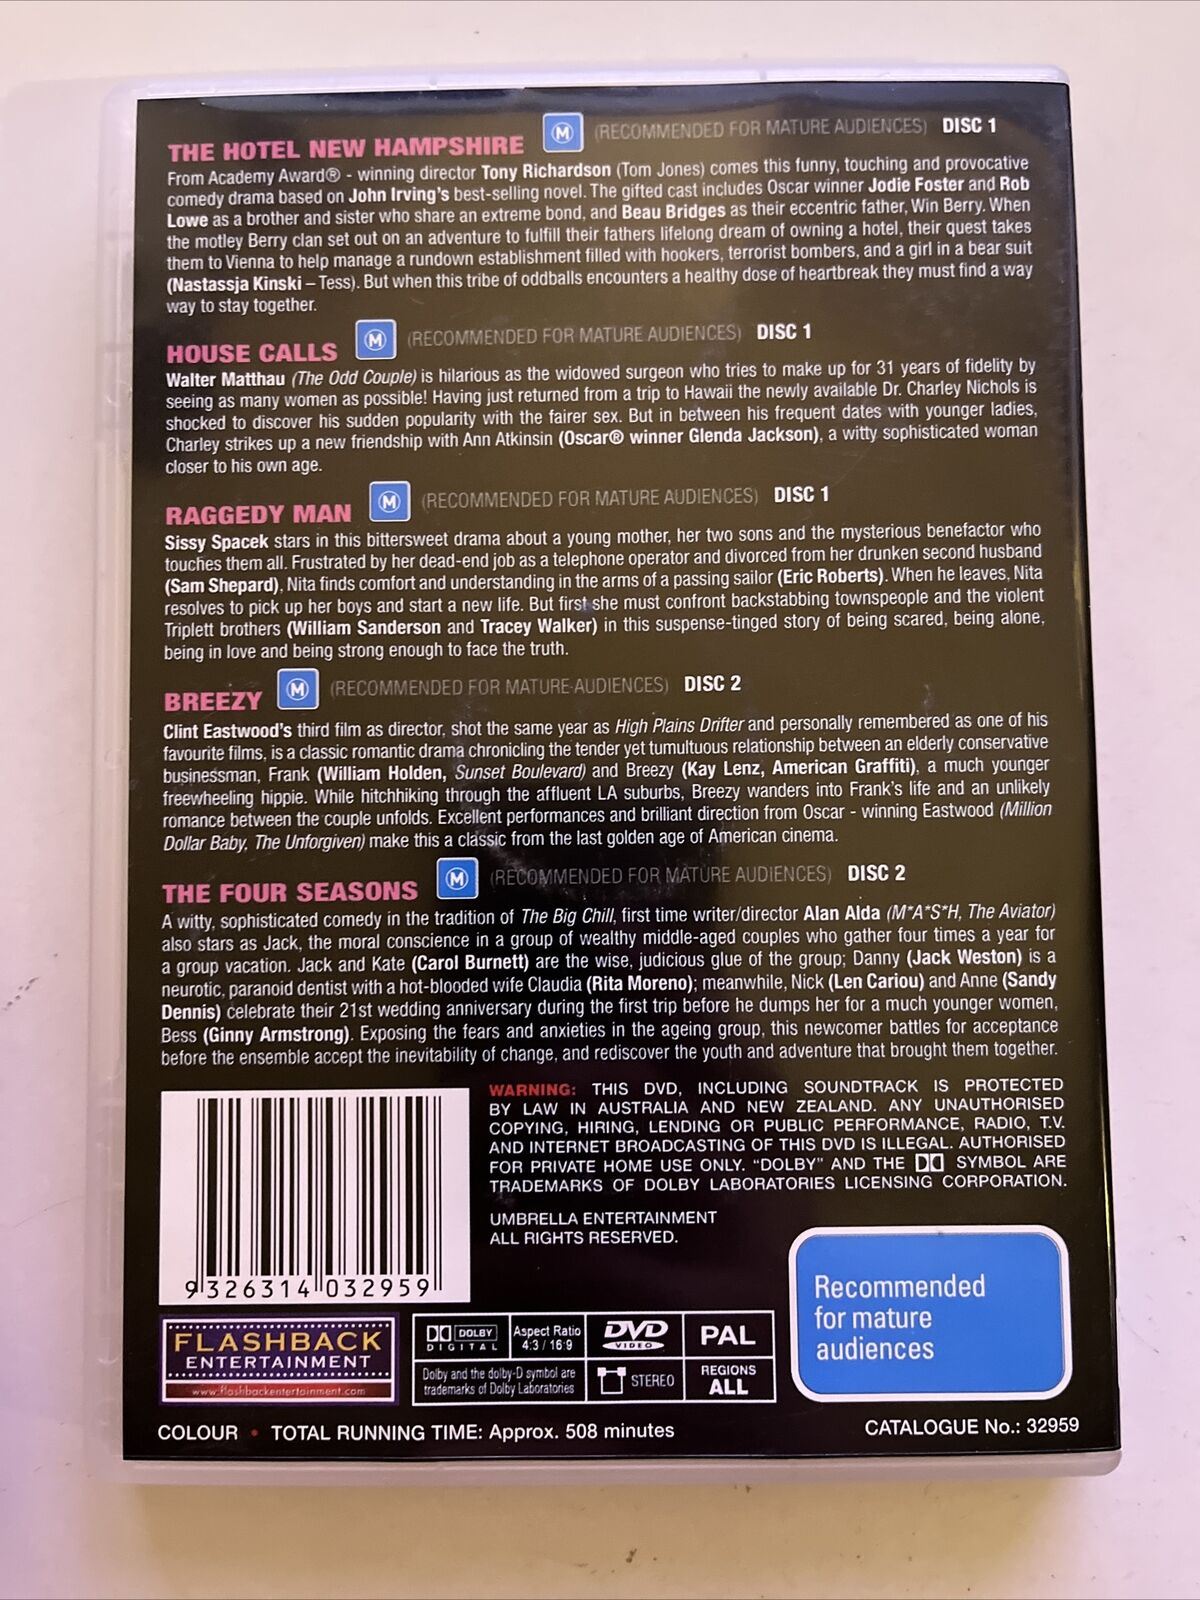 THE HOTEL NEW HAMPSHIRE M (RECOMMENDED FOR MATURE AUDIENCES) DISC 1
From Academy Award® - winning director Tony Richardson (Tom Jones) comes this funny, touching and provocative
comedy drama based on John Irving's best-selling novel. The gifted cast includes Oscar winner Jodie Foster and Rob
Lowe as a brother and sister who share an extreme bond, and Beau Bridges as their eccentric father, Win Berry. When
the motley Berry clan set out on an adventure to fulfill their fathers lifelong dream of owning a hotel, their quest takes
them to Vienna to help manage a rundown establishment filled with hookers, terrorist bombers, and a girl in a bear suit
(Nastassja Kinski – Tess). But when this tribe of oddballs encounters a healthy dose of heartbreak they must find a way
way to stay together.
HOUSE CALLS M (RECOMMENDED FOR MATURE AUDIENCES) DISC 1
Walter Matthau (The Odd Couple) is hilarious as the widowed surgeon who tries to make up for 31 years of fidelity by
seeing as many women as possible! Having just returned from a trip to Hawaii the newly available Dr. Charley Nichols is
shocked to discover his sudden popularity with the fairer sex. But in between his frequent dates with younger ladies,
Charley strikes up a new friendship with Ann Atkinsin (Oscar® winner Glenda Jackson), a witty sophisticated woman
closer to his own age.
RAGGEDY MAN M (RECOMMENDED FOR MATURE AUDIENCES) DISC 1
Sissy Spacek stars in this bittersweet drama about a young mother, her two sons and the mysterious benefactor who
touches them all. Frustrated by her dead-end job as a telephone operator and divorced from her drunken second husband
(Sam Shepard), Nita finds comfort and understanding in the arms of a passing sailor (Eric Roberts). When he leaves, Nita
resolves to pick up her boys and start a new life. But first she must confront backstabbing townspeople and the violent
Triplett brothers (William Sanderson and Tracey Walker) in this suspense-tinged story of being scared, being alone,
being in love and being strong enough to face the truth.
BREEZY M (RECOMMENDED FOR MATURE AUDIENCES) DISC 2
Clint Eastwood's third film as director, shot the same year as High Plains Drifter and personally remembered as one of his
favourite films, is a classic romantic drama chronicling the tender yet tumultuous relationship between an elderly conservative
businessman, Frank (William Holden, Sunset Boulevard) and Breezy (Kay Lenz, American Graffiti), a much younger
freewheeling hippie. While hitchhiking through the affluent LA suburbs, Breezy wanders into Frank's life and an unlikely
romance between the couple unfolds. Excellent performances and brilliant direction from Oscar - winning Eastwood (Million
Dollar Baby, The Unforgiven) make this a classic from the last golden age of American cinema.
THE FOUR SEASONS M (RECOMMENDED FOR MATURE AUDIENCES) DISC 2
A witty, sophisticated comedy in the tradition of The Big Chill, first time writer/director Alan Alda (M*A*S*H, The Aviator)
also stars as Jack, the moral conscience in a group of wealthy middle-aged couples who gather four times a year for
a group vacation. Jack and Kate (Carol Burnett) are the wise, judicious glue of the group; Danny (Jack Weston) is a
neurotic, paranoid dentist with a hot-blooded wife Claudia (Rita Moreno); meanwhile, Nick (Len Cariou) and Anne (Sandy
Dennis) celebrate their 21st wedding anniversary during the first trip before he dumps her for a much younger women,
Bess (Ginny Armstrong). Exposing the fears and anxieties in the ageing group, this newcomer battles for acceptance
before the ensemble accept the inevitability of change, and rediscover the youth and adventure that brought them together.
WARNING: THIS DVD, INCLUDING SOUNDTRACK IS PROTECTED
BY LAW IN AUSTRALIA AND NEW ZEALAND. ANY UNAUTHORISED
COPYING, HIRING, LENDING OR PUBLIC PERFORMANCE, RADIO, T.V.
AND INTERNET BROADCASTING OF THIS DVD IS ILLEGAL. AUTHORISED
FOR PRIVATE HOME USE ONLY. “DOLBY” AND THE SYMBOL ARE
TRADEMARKS OF DOLBY LABORATORIES LICENSING CORPORATION.
UMBRELLA ENTERTAINMENT
ALL RIGHTS RESERVED.
9 326314 032959
Recommended
for mature
audiences
FLASHBACK
ENTERTAINMENT
www.flashbackentertainment.com
DOLBY
DIGITAL
Aspect Ratio
4:3 / 16:9
DVD
VIDEO
PAL
Dolby and the dolby-D symbol are
trademarks of Dolby Laboratories
STEREO
REGIONS
ALL
COLOUR • TOTAL RUNNING TIME: Approx. 508 minutes
CATALOGUE No.: 32959